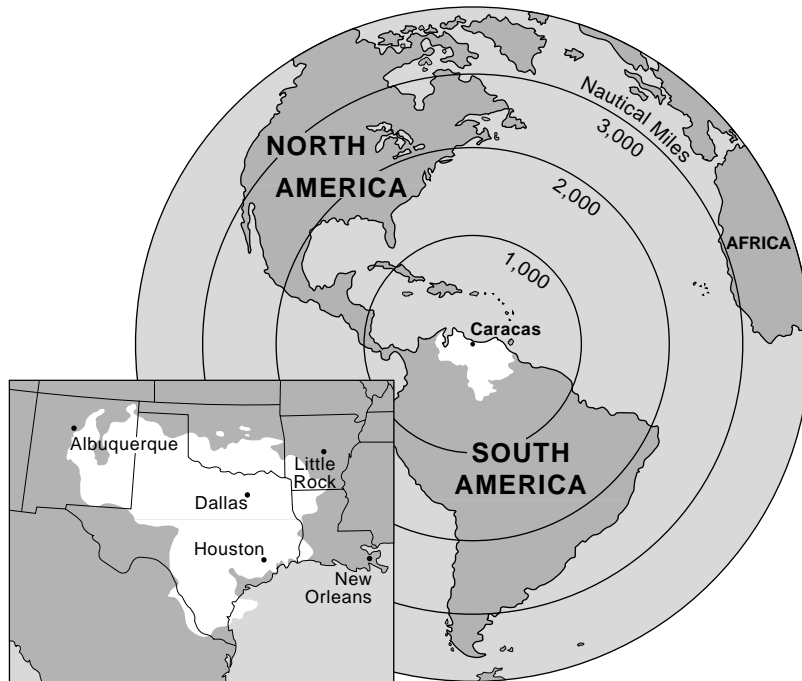 Nautical Miles
3,000
2,000
1,000
NORTH
AMERICA
AFRICA
Caracas
SOUTH
AMERICA
Albuquerque
Little
Rock
Dallas
Houston
New
Orleans